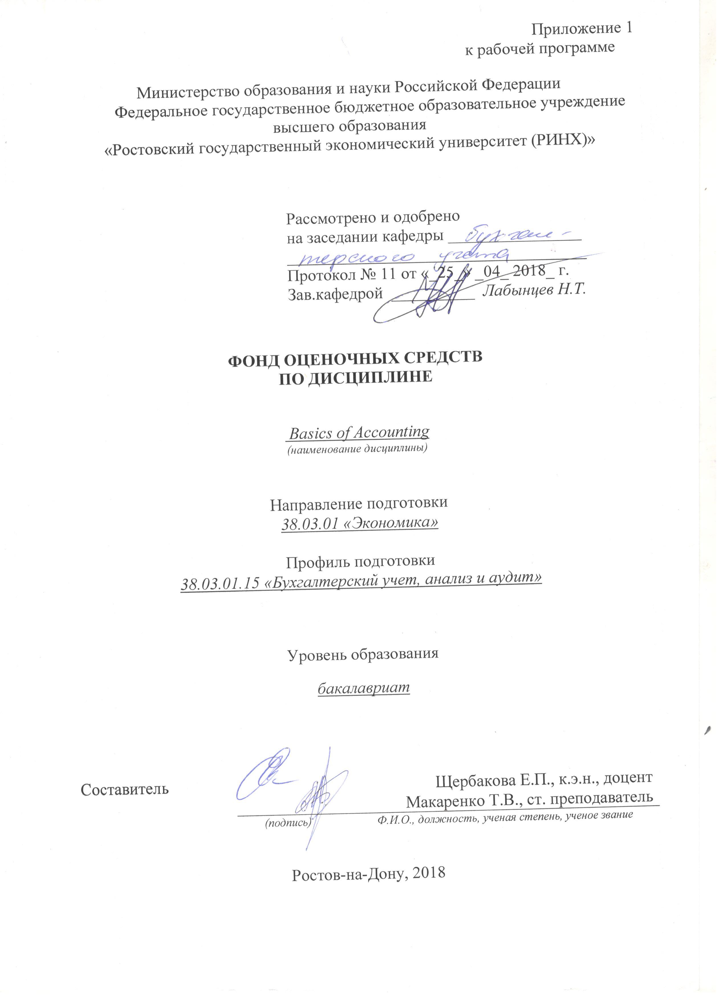 Приложение 1
к рабочей программе
Министерство образования и науки Российской Федерации
Федеральное государственное бюджетное образовательное учреждение
высшего образования
«Ростовский государственный экономический университет (РИНХ)»
Рассмотрено и одобрено
на заседании кафедры бухгал-
терского учета
Протокол № 11 от «_25_» _04_ 2018_ г.
Зав.кафедрой __________ Лабынцев Н.Т.
ФОНД ОЦЕНОЧНЫХ СРЕДСТВ
ПО ДИСЦИПЛИНЕ
Basics of Accounting
(наименование дисциплины)
Направление подготовки
38.03.01 «Экономика»
Профиль подготовки
38.03.01.15 «Бухгалтерский учет, анализ и аудит»
Уровень образования
бакалавриат
Составитель
Щербакова Е.П., к.э.н., доцент
Макаренко Т.В., ст. преподаватель
(подпись) Ф.И.О., должность, ученая степень, ученое звание
Ростов-на-Дону, 2018